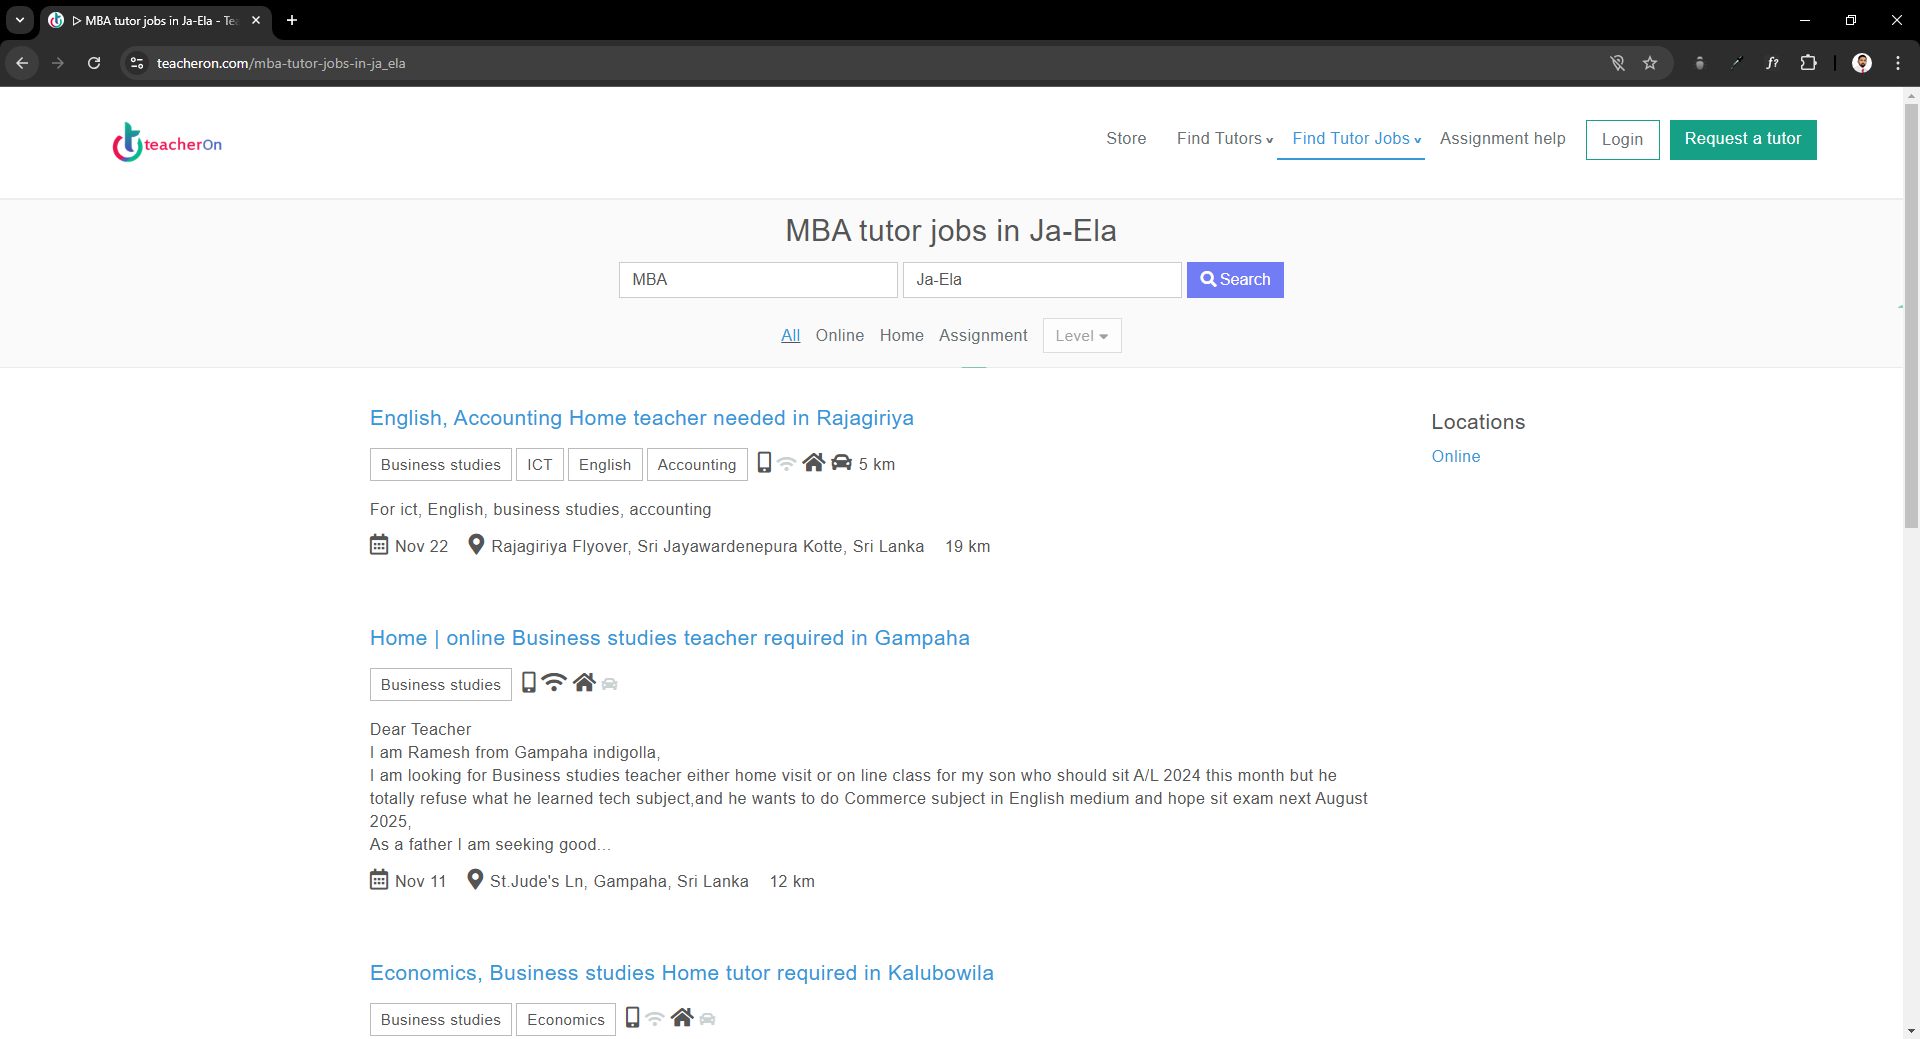 MBA tutor jobs in Ja-Ela - Tea
teacheron.com/mba-tutor-jobs-in-ja_ela
teacherOn
Store
Find Tutors
Find Tutor Jobs
Assignment help
Login
Request a tutor
MBA tutor jobs in Ja-Ela
MBA
Ja-Ela
Search
All
Online
Home
Assignment
Level
English, Accounting Home teacher needed in Rajagiriya
Business studies
ICT
English
Accounting
5 km
For ict, English, business studies, accounting
Nov 22
Rajagiriya Flyover, Sri Jayawardenepura Kotte, Sri Lanka
19 km
Locations
Online
Home | online Business studies teacher required in Gampaha
Business studies
Dear Teacher
I am Ramesh from Gampaha indigolla,
I am looking for Business studies teacher either home visit or on line class for my son who should sit A/L 2024 this month but he
totally refuse what he learned tech subject,and he wants to do Commerce subject in English medium and hope sit exam next August
2025,
As a father I am seeking good...
Nov 11
St.Jude's Ln, Gampaha, Sri Lanka
12 km
Economics, Business studies Home tutor required in Kalubowila
Business studies
Economics